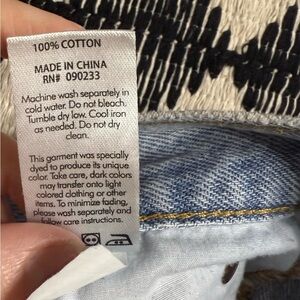 100% COTTON
MADE IN CHINA
RN# 090233
Machine wash separately in
cold water. Do not bleach.
Tumble dry low. Cool iron
as needed. Do not dry
clean.
This garment was specially
dyed to produce its unique
color. Take care, dark colors
may transfer onto light
colored clothing or other
items. To minimize fading,
please wash separately and
follow care instructions.